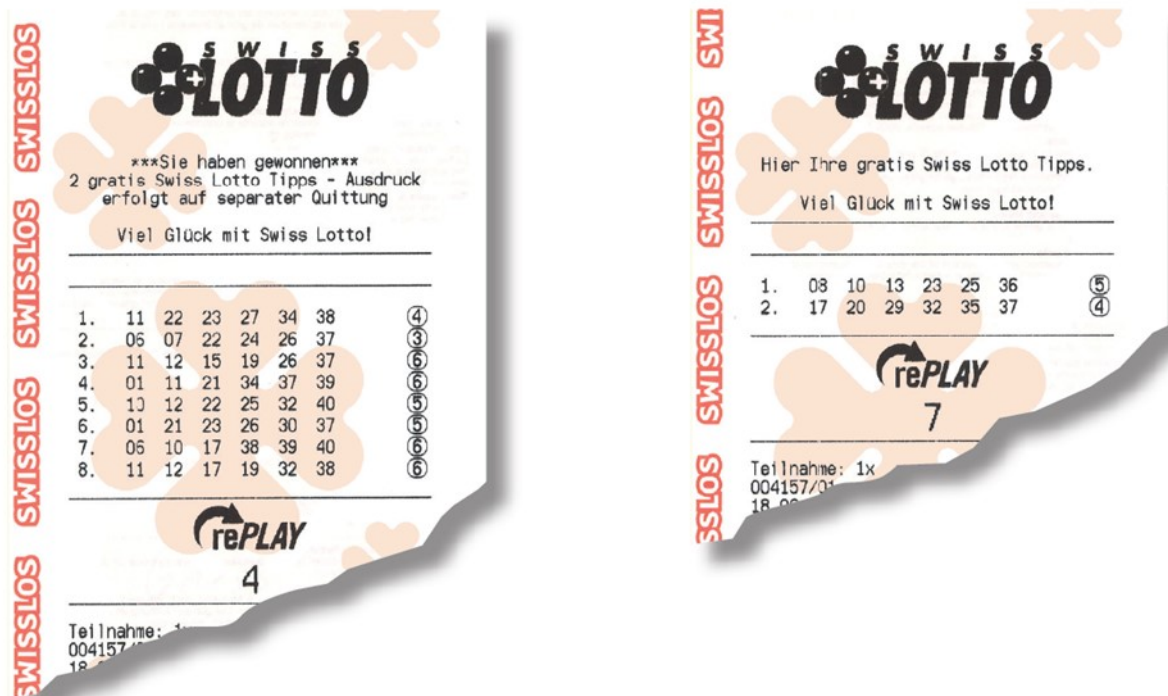 SWISSLOS
SWISSLOS
SWISSLOS
SWISSLOS
SWISS
LOTTO
***Sie haben gewonnen***
2 gratis Swiss Lotto Tipps - Ausdruck
erfolgt auf separater Quittung
Viel Glück mit Swiss Lotto!
1. 11 22 23 27 34 38 ④
2. 06 07 22 24 26 37 ③
3. 11 12 15 19 26 37 ⑥
4. 01 11 21 34 37 39 ⑥
5. 10 12 22 25 32 40 ⑤
6. 01 21 23 26 30 37 ⑤
7. 06 10 17 38 39 40 ⑥
8. 11 12 17 19 32 38 ⑥
rePLAY
4
Teilnahme:
004157
18
SWI
SWISSLOS
SWISSLOS
SSLOS
SWISS
LOTTO
Hier Ihre gratis Swiss Lotto Tipps.
Viel Glück mit Swiss Lotto!
1. 08 10 13 23 25 36 ⑤
2. 17 20 29 32 35 37 ④
rePLAY
7
Teilnahme: 1x
004157/01
18